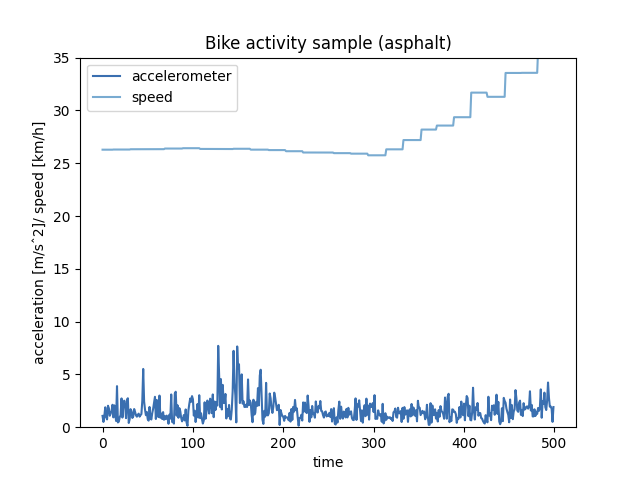 Bike activity sample (asphalt)
accelerometer
speed
acceleration [m/sˆ2]/ speed [km/h]
35
30
25
20
15
10
5
0
0 100 200 300 400 500
time